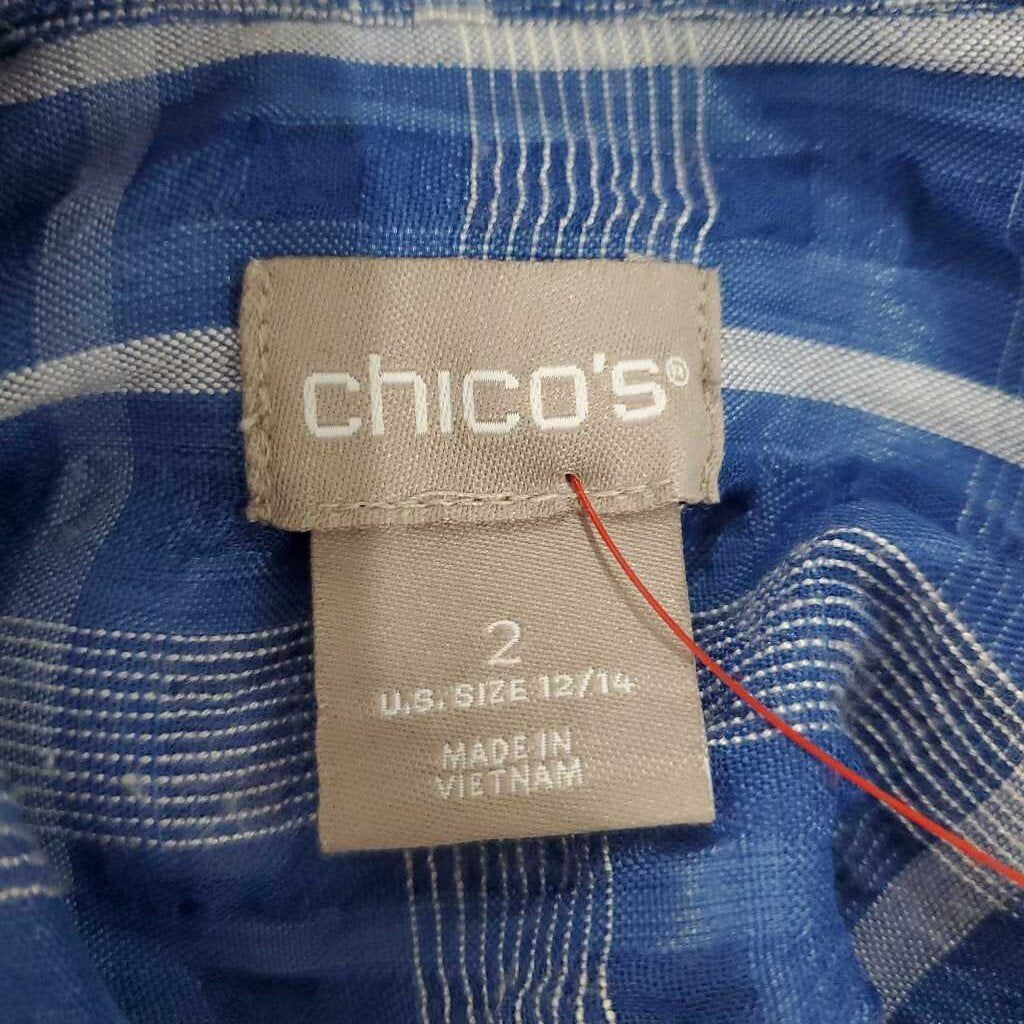 chico's®
2
U.S. SIZE 12/14
MADE IN
VIETNAM